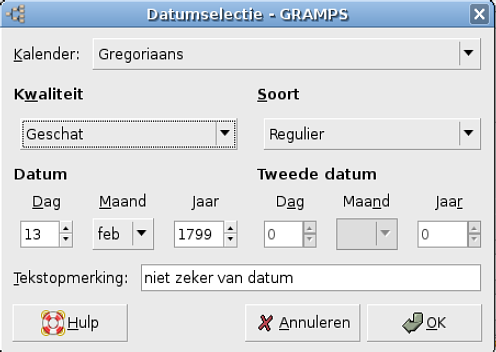 Datumselectie - GRAMPS
Kalender: Gregoriaans
Kwaliteit Soort
Geschat Regulier
Datum Tweede datum
Dag Maand Jaar Dag Maand Jaar
13 feb 1799 0 0
Tekstopmerking: niet zeker van datum
Hulp Annuleren OK